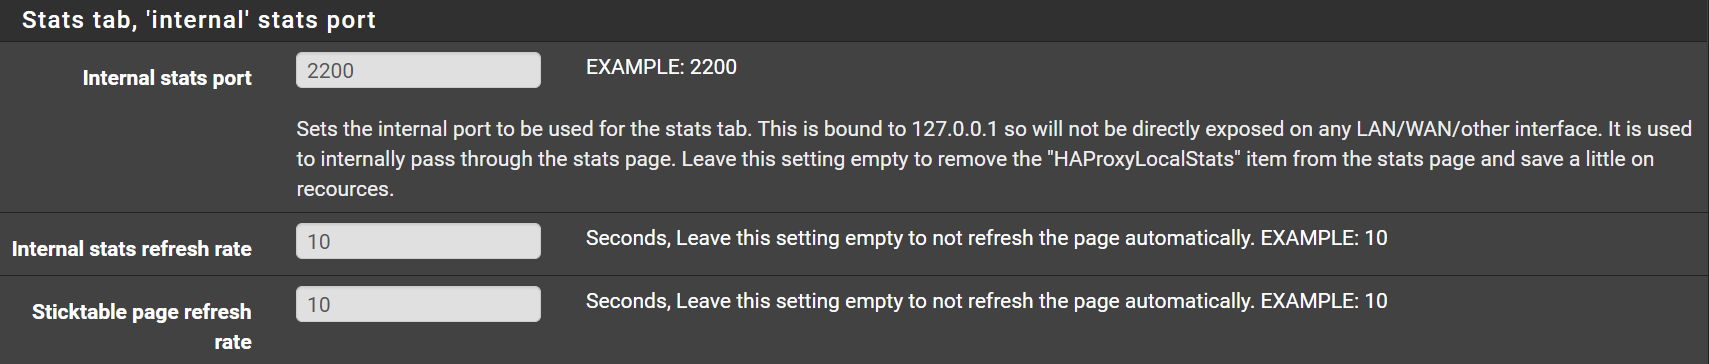 Stats tab, 'internal' stats port
Internal stats port
2200
EXAMPLE: 2200
Sets the internal port to be used for the stats tab. This is bound to 127.0.0.1 so will not be directly exposed on any LAN/WAN/other interface. It is used
to internally pass through the stats page. Leave this setting empty to remove the "HAProxyLocalStats" item from the stats page and save a little on
recources.
Internal stats refresh rate
10
Seconds, Leave this setting empty to not refresh the page automatically. EXAMPLE: 10
Sticktable page refresh
rate
10
Seconds, Leave this setting empty to not refresh the page automatically. EXAMPLE: 10